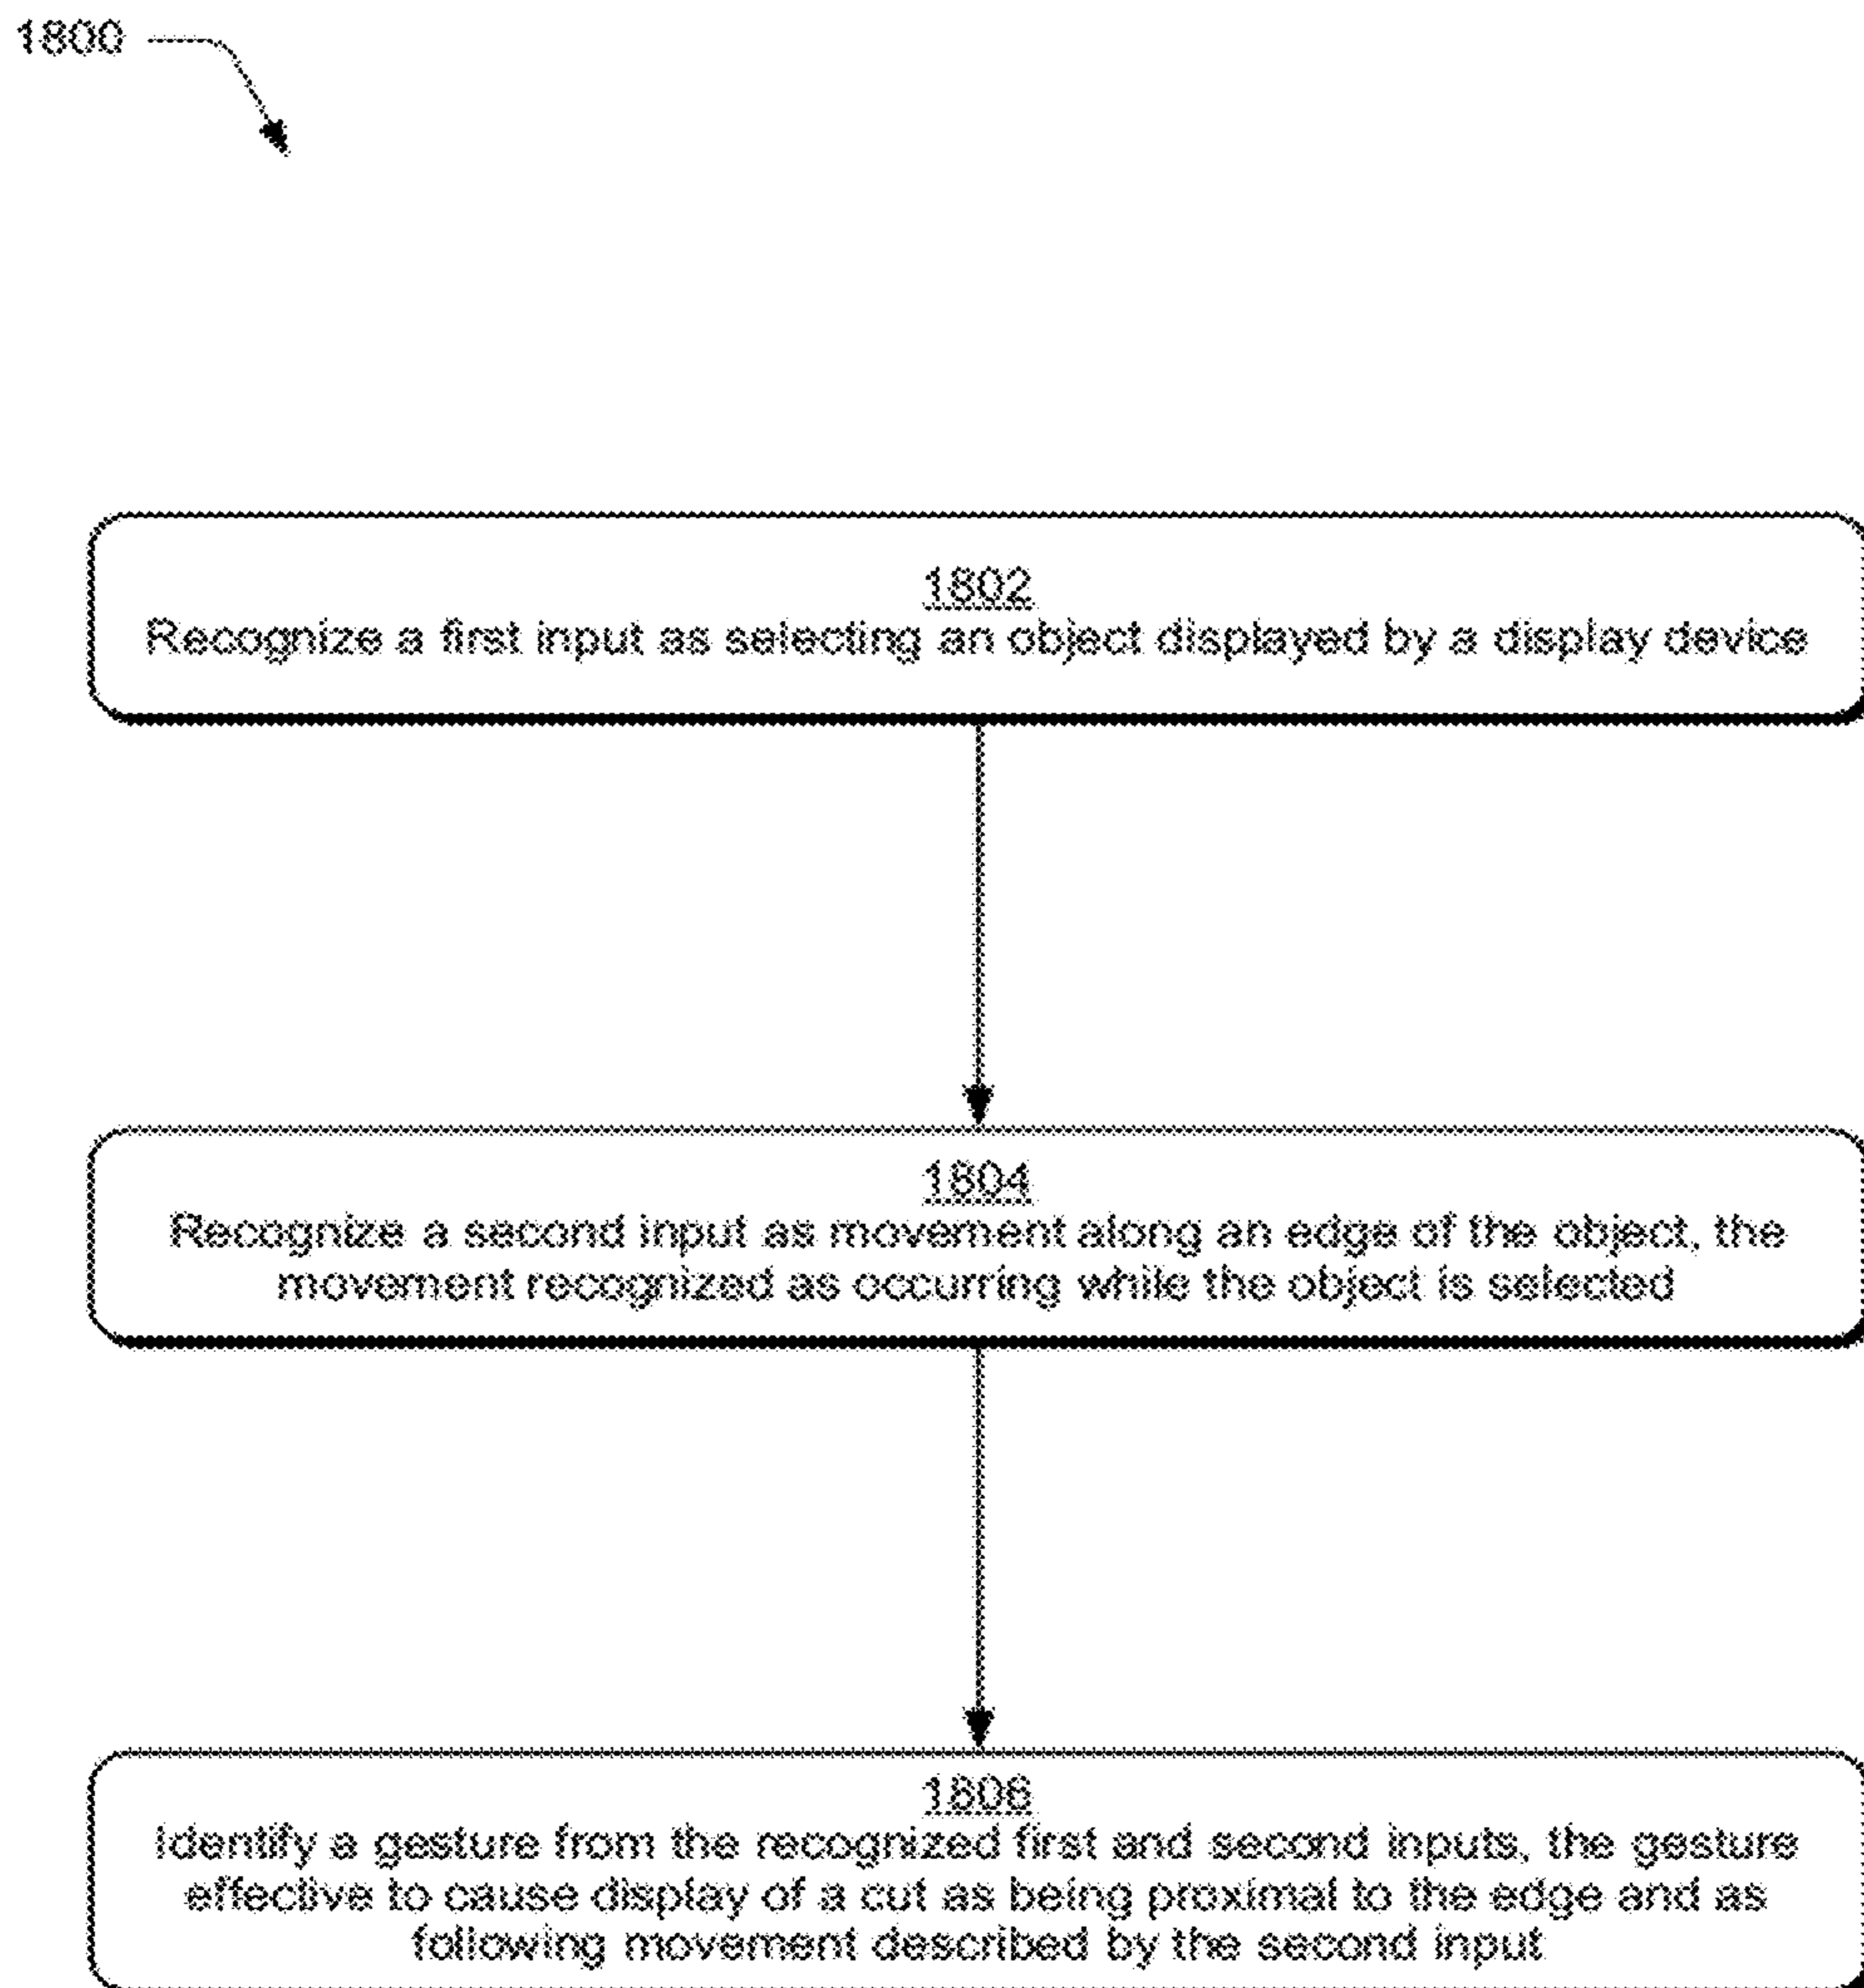 1800
1802
Recognize a first input as selecting an object displayed by a display device
1804
Recognize a second input as movement along an edge of the object, the
movement recognized as occurring while the object is selected
1806
Identify a gesture from the recognized first and second inputs, the gesture
effective to cause display of a cut as being proximal to the edge and as
following movement described by the second input